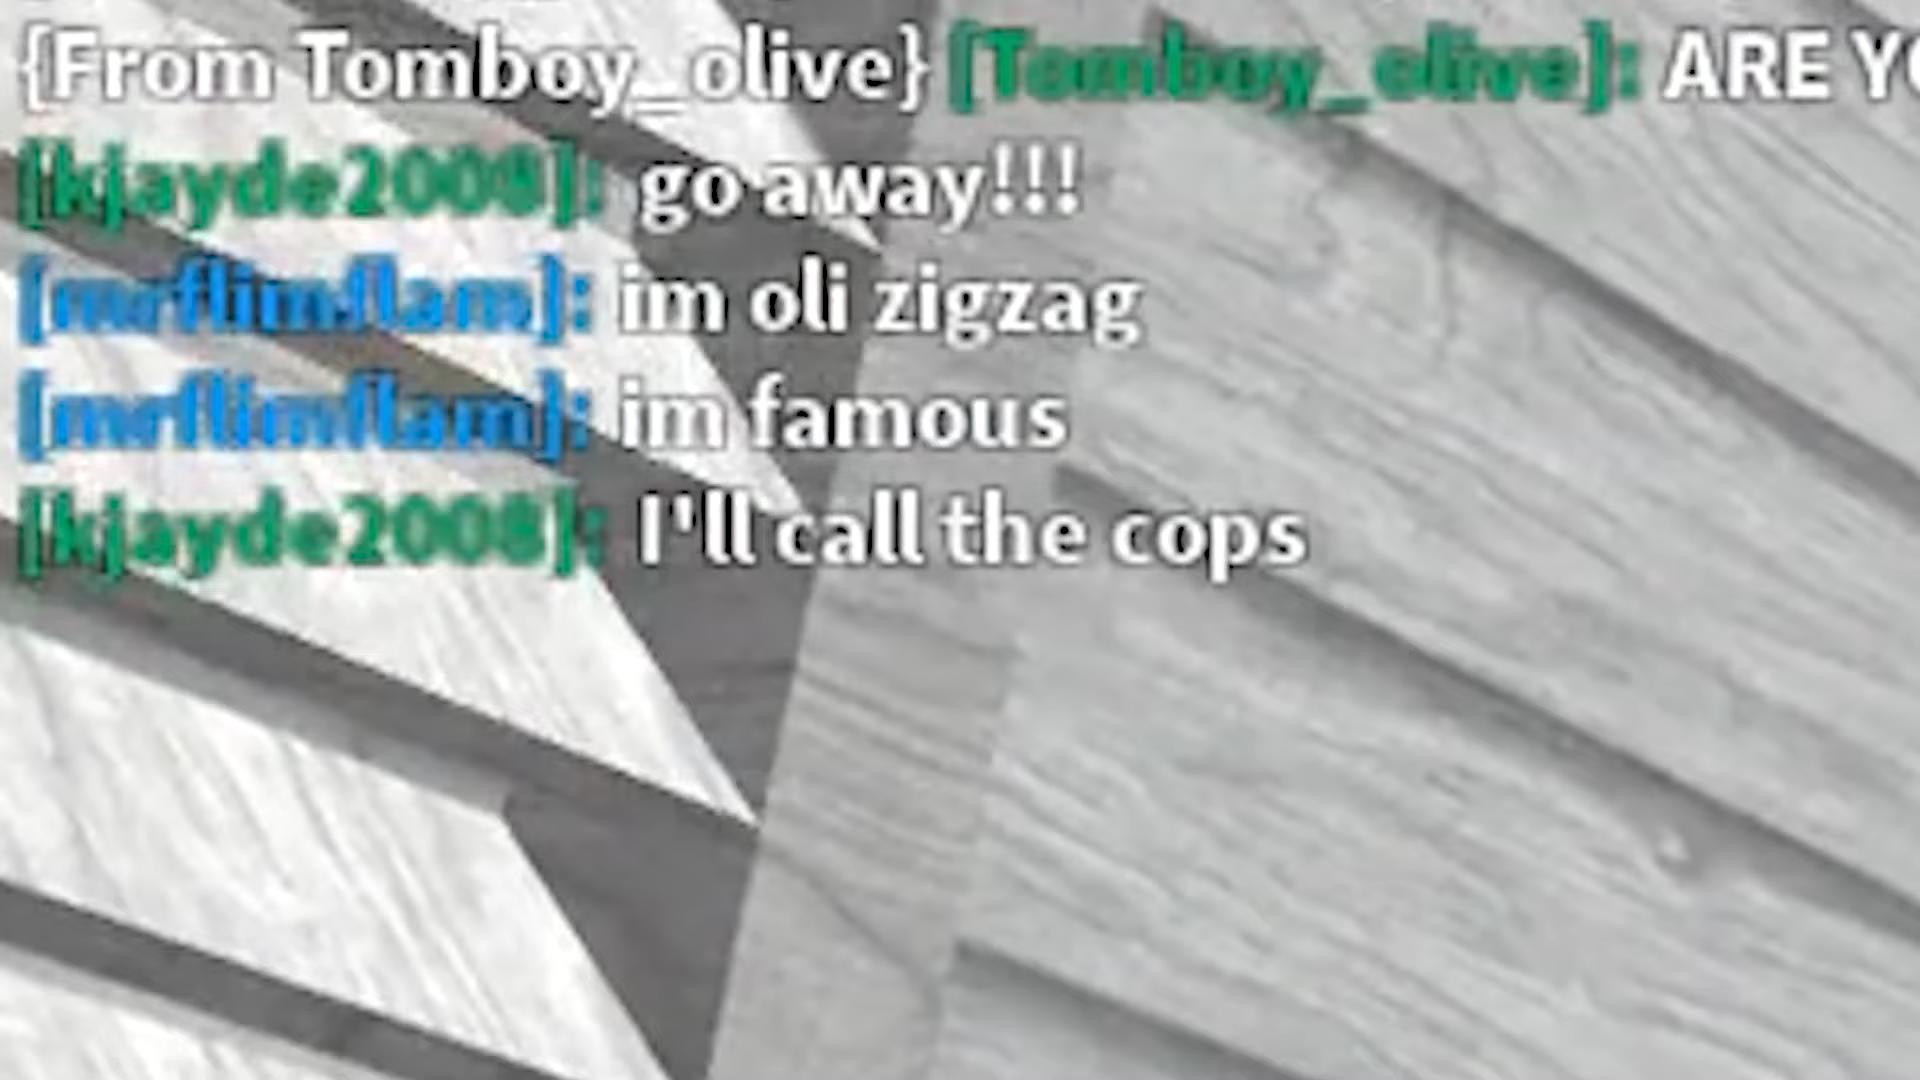 {From Tomboy_olive} [Tomboy_olive]: ARE
[kjayde2008]: go away!!!
[mrflimflam]: im oli zigzag
[mrflimflam]: im famous
[kjayde2008]: I'll call the cops